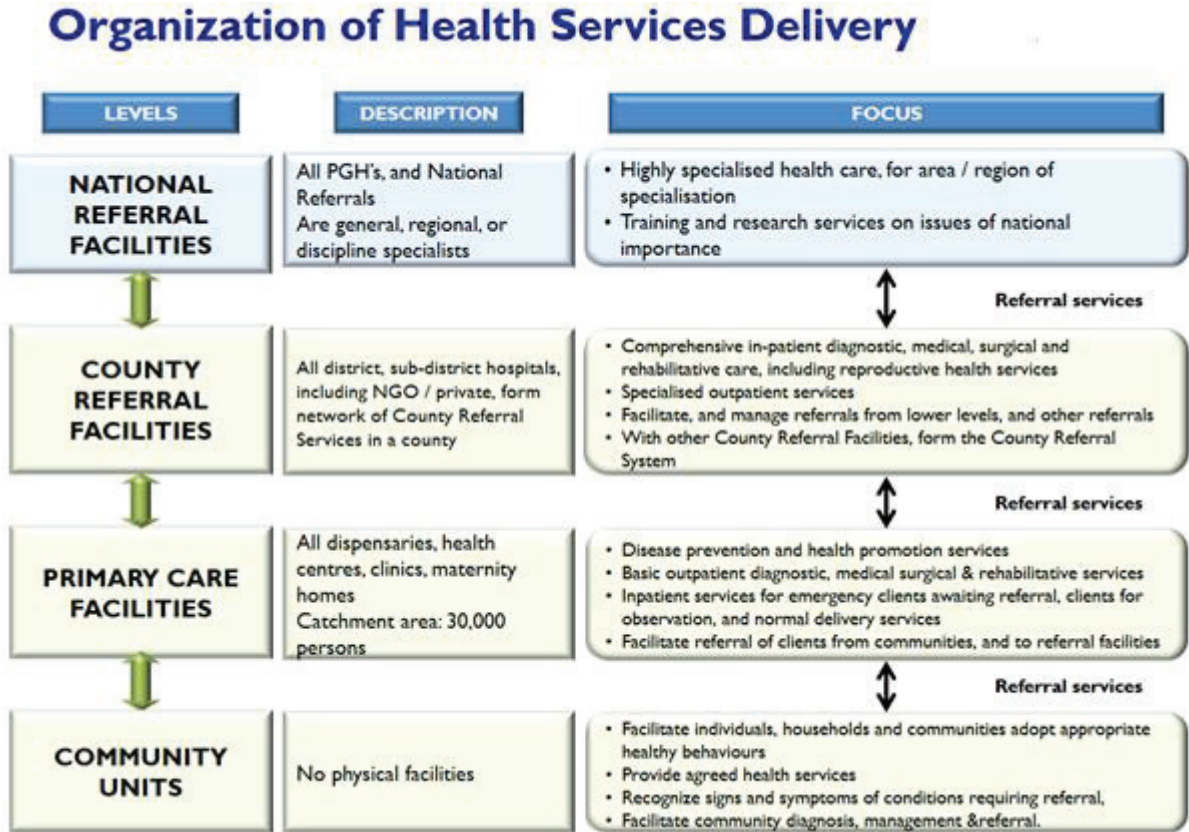 Organization of Health Services Delivery
LEVELS
DESCRIPTION
FOCUS
NATIONAL
REFERRAL
FACILITIES
All PGH's, and National
Referrals
Are general, regional, or
discipline specialists
• Highly specialised health care, for area / region of
specialisation
• Training and research services on issues of national
importance
Referral services
COUNTY
REFERRAL
FACILITIES
All district, sub-district hospitals,
including NGO / private, form
network of County Referral
Services in a county
• Comprehensive in-patient diagnostic, medical, surgical and
rehabilitative care, including reproductive health services
• Specialised outpatient services
• Facilitate, and manage referrals from lower levels, and other referrals
• With other County Referral Facilities, form the County Referral
System
Referral services
PRIMARY CARE
FACILITIES
All dispensaries, health
centres, clinics, maternity
homes
Catchment area: 30,000
persons
• Disease prevention and health promotion services
• Basic outpatient diagnostic, medical surgical & rehabilitative services
• Inpatient services for emergency clients awaiting referral, clients for
observation, and normal delivery services
• Facilitate referral of clients from communities, and to referral facilities
Referral services
COMMUNITY
UNITS
No physical facilities
• Facilitate individuals, households and communities adopt appropriate
healthy behaviours
• Provide agreed health services
• Recognize signs and symptoms of conditions requiring referral,
• Facilitate community diagnosis, management &referral.